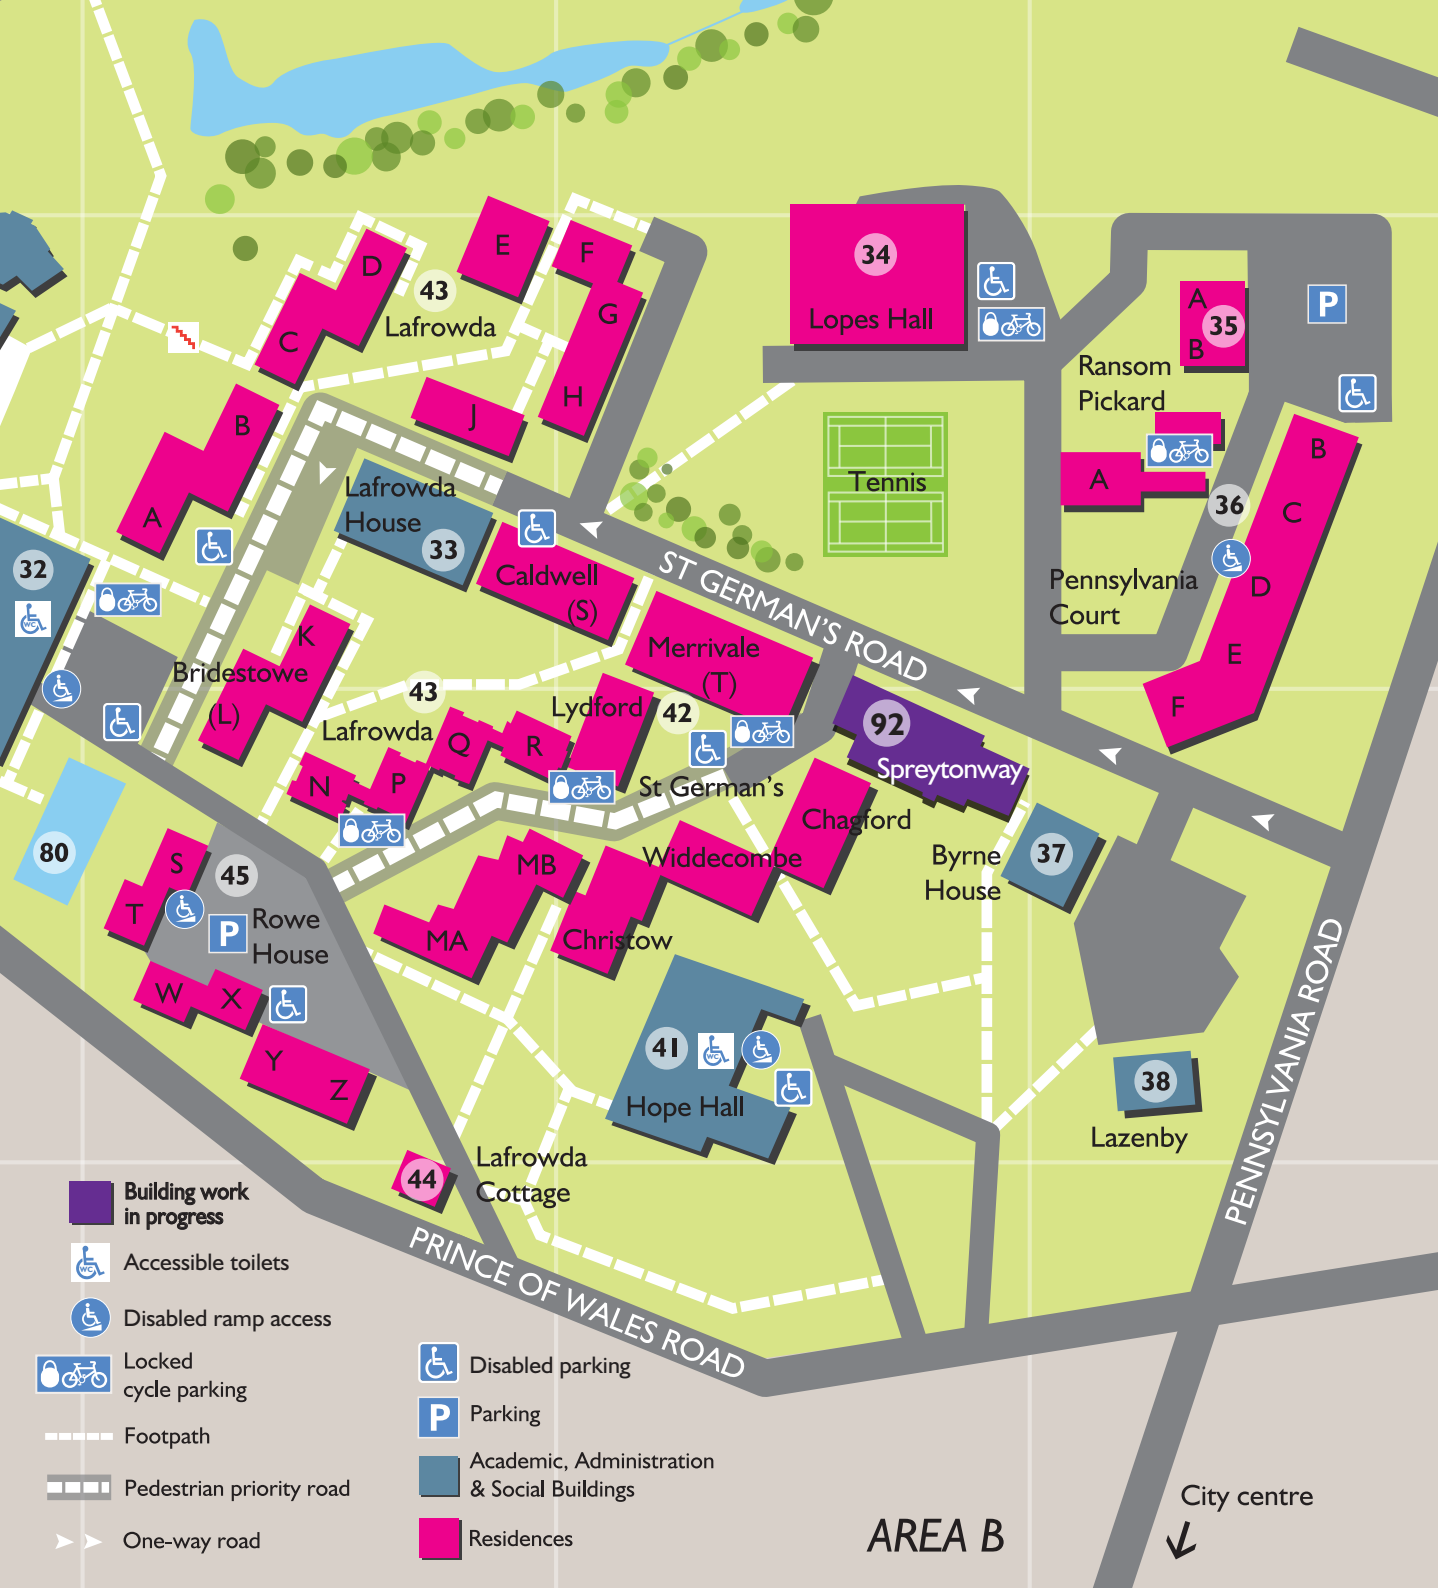 E
F
D
43
Lafrowda
G
C
H
J
B
A
34
Lopes Hall
A
35
B
P
Ransom
Pickard
A
36
B
C
D
E
F
Tennis
Pennsylvania
Court
Lafrowda
House
33
Caldwell
(S)
ST GERMAN'S ROAD
32
WC
K
Bridestowe
(L)
Merrivale
(T)
43
Lafrowda
Lydford
42
92
Spreytonway
Q
R
N
P
St German's
Chagford
Widdecombe
Byrne
House
37
80
S
45
T
P
Rowe
House
MB
MA
Christow
W
X
Y
Z
41
WC
Hope Hall
38
Lazenby
PENNSYLVANIA ROAD
44
Lafrowda
Cottage
PRINCE OF WALES ROAD
Building work
in progress
WC
Accessible toilets
Disabled ramp access
Locked
cycle parking
Footpath
Pedestrian priority road
One-way road
Disabled parking
P
Parking
Academic, Administration
& Social Buildings
Residences
AREA B
City centre